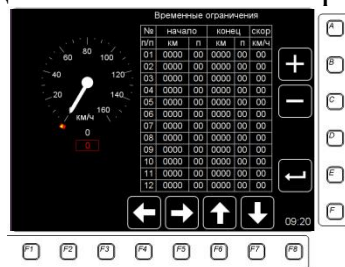 Временные ограничения
№ начало конец скор
п/п км п км п км/ч
01 0000 00 0000 00 00
02 0000 00 0000 00 00
03 0000 00 0000 00 00
04 0000 00 0000 00 00
05 0000 00 0000 00 00
06 0000 00 0000 00 00
07 0000 00 0000 00 00
08 0000 00 0000 00 00
09 0000 00 0000 00 00
10 0000 00 0000 00 00
11 0000 00 0000 00 00
12 0000 00 0000 00 00
0 20 40 60 80 100 120 140 160
км/ч
0
0
09:20
A
B
C
D
E
F
F1 F2 F3 F4 F5 F6 F7 F8